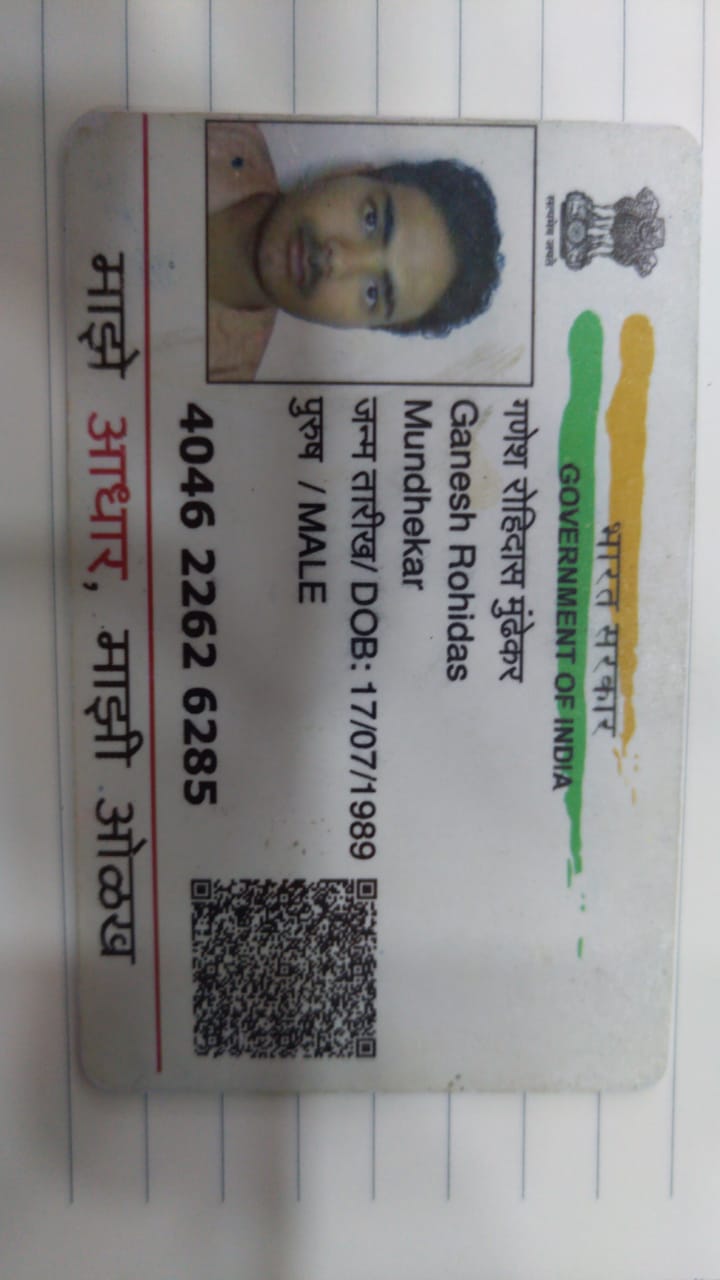 भारत सरकार
GOVERNMENT OF INDIA
सत्यमेव जयते
गणेश रोहिदास मुंढेकर
Ganesh Rohidas
Mundhekar
जन्म तारीख/ DOB: 17/07/1989
पुरुष / MALE
4046 2262 6285
माझे आधार, माझी ओळख